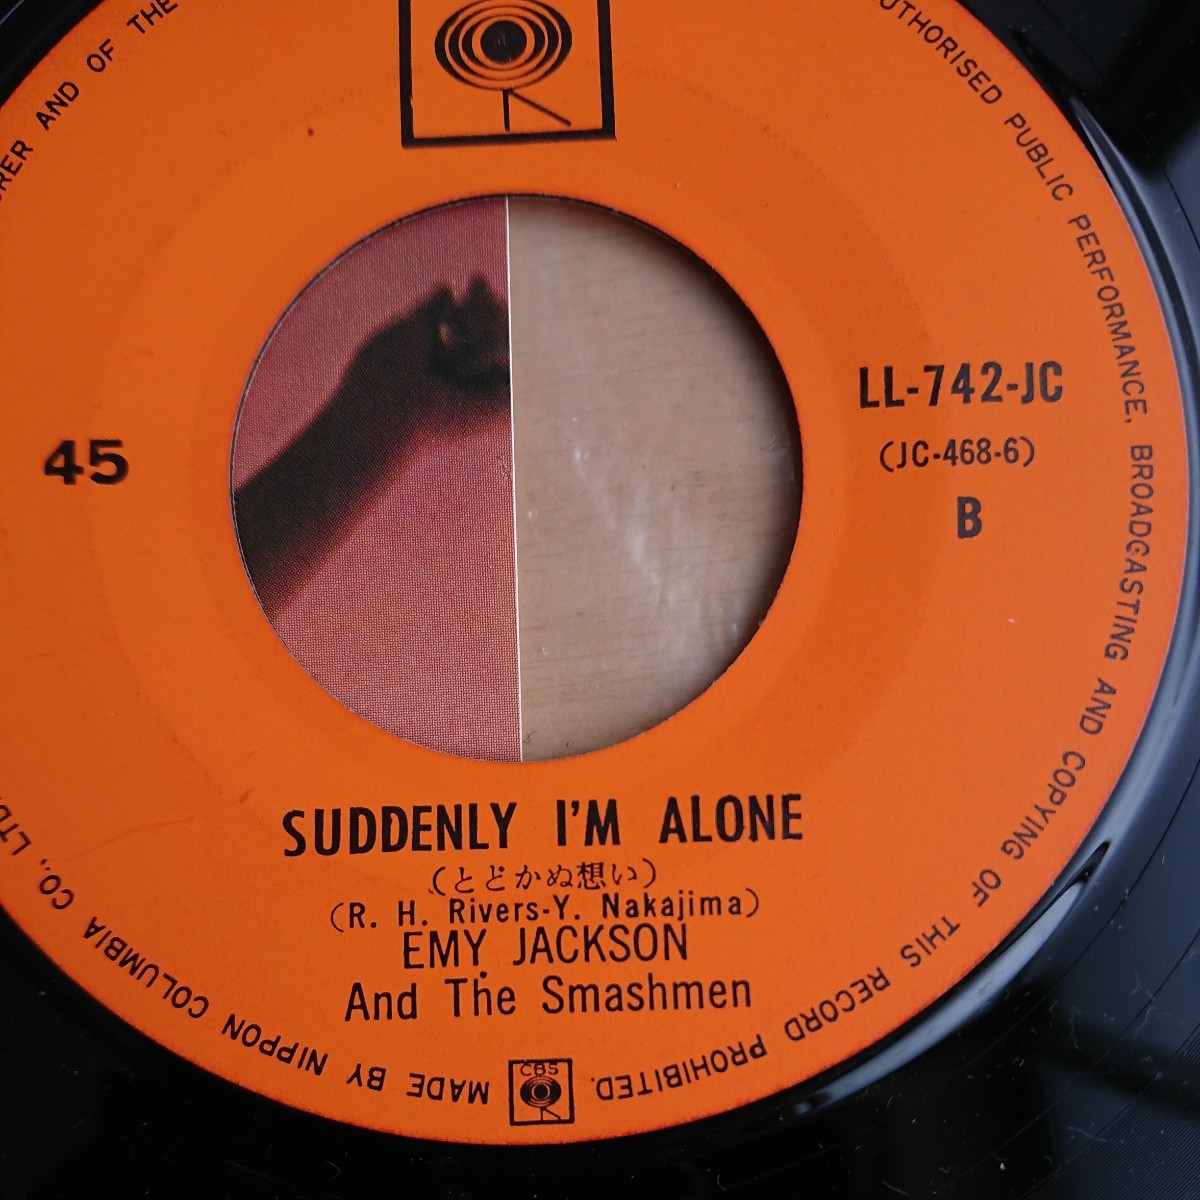 45
LL-742-JC
(JC-468-6)
B
SUDDENLY I'M ALONE
(とどかぬ想い)
(R. H. Rivers-Y. Nakajima)
EMY JACKSON
And The Smashmen
AND OF THE
PUBLIC PERFORMANCE, BROADCASTING AND COPYING OF THIS RECORD PROHIBITED.
CBS
MADE BY NIPPON COLUMBIA CO., LTD.